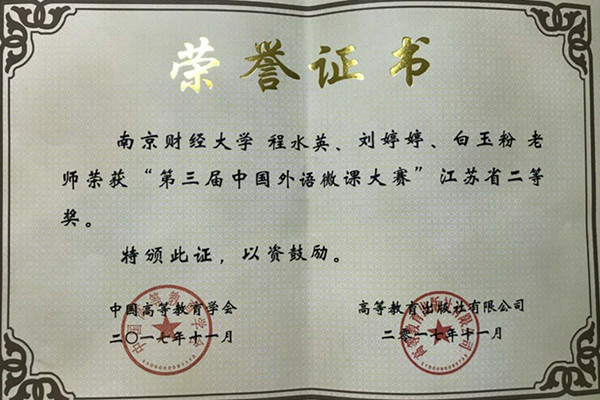 荣誉证书
南京财经大学 程水英、刘婷婷、白玉粉 老
师荣获“第三届中国外语微课大赛”江苏省二等
奖。
特颁此证，以资鼓励。
中国高等教育学会
二〇一七年十一月
高等教育出版社有限公司
二零一七年十一月